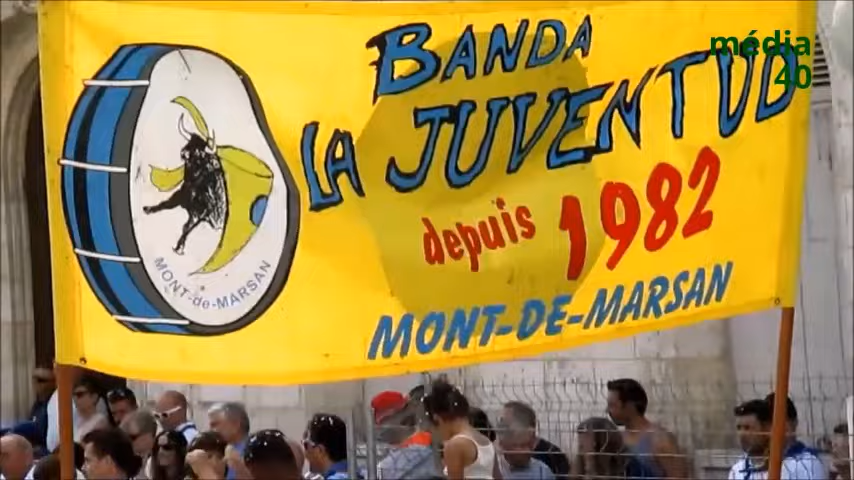 média
40
BANDA
LA JUVENTUD
depuis 1982
MONT-DE-MARSAN
MONT-de-MARSAN